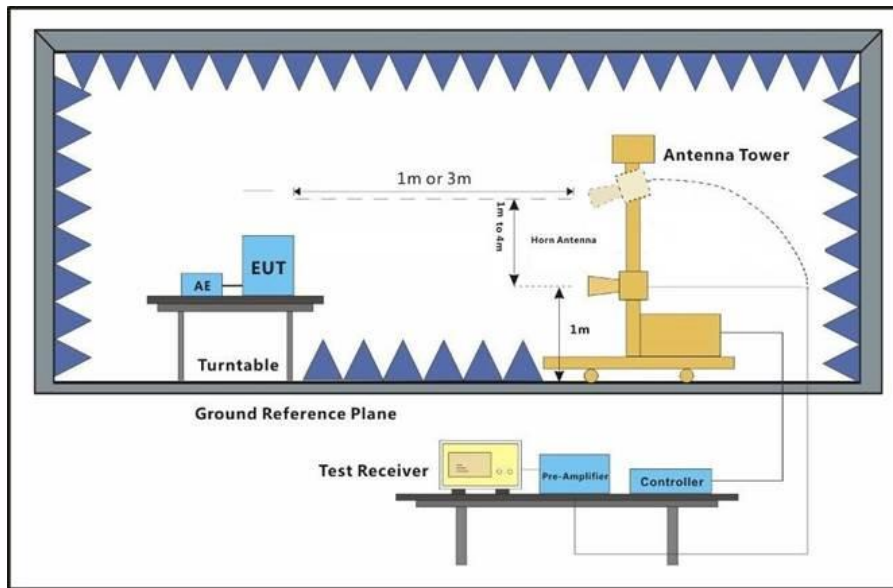 Antenna Tower
1m or 3m
1m to 4m
Horn Antenna
EUT
AE
1m
Turntable
Ground Reference Plane
Test Receiver
Pre-Amplifier
Controller